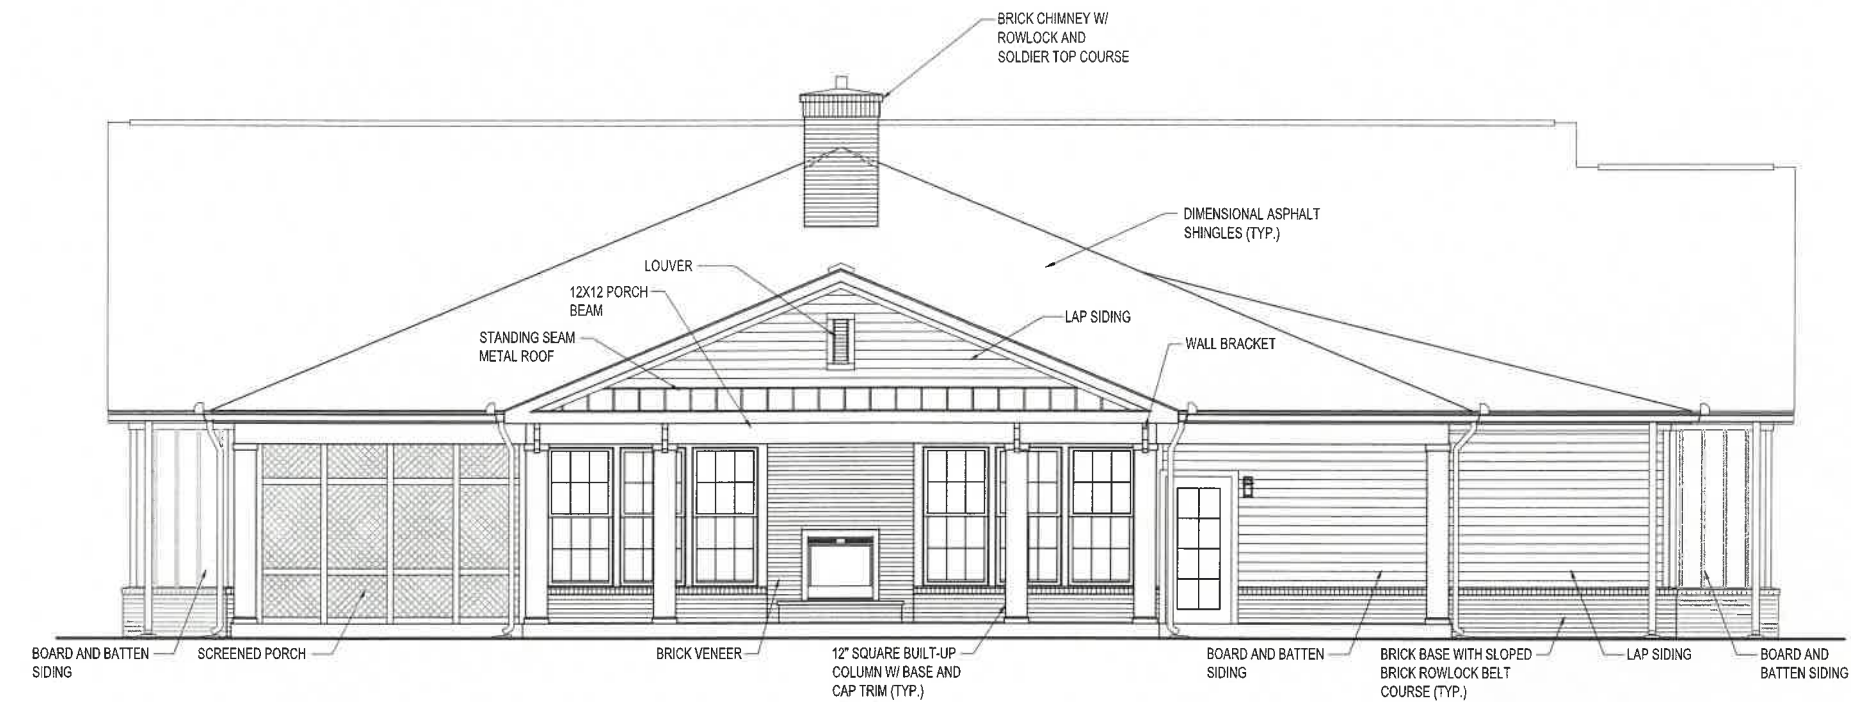 BRICK CHIMNEY W/
ROWLOCK AND
SOLDIER TOP COURSE
DIMENSIONAL ASPHALT
SHINGLES (TYP.)
LOUVER
12X12 PORCH
BEAM
LAP SIDING
STANDING SEAM
METAL ROOF
WALL BRACKET
BOARD AND BATTEN
SIDING
SCREENED PORCH
BRICK VENEER
12" SQUARE BUILT-UP
COLUMN W/ BASE AND
CAP TRIM (TYP.)
BOARD AND BATTEN
SIDING
BRICK BASE WITH SLOPED
BRICK ROWLOCK BELT
COURSE (TYP.)
LAP SIDING
BOARD AND
BATTEN SIDING